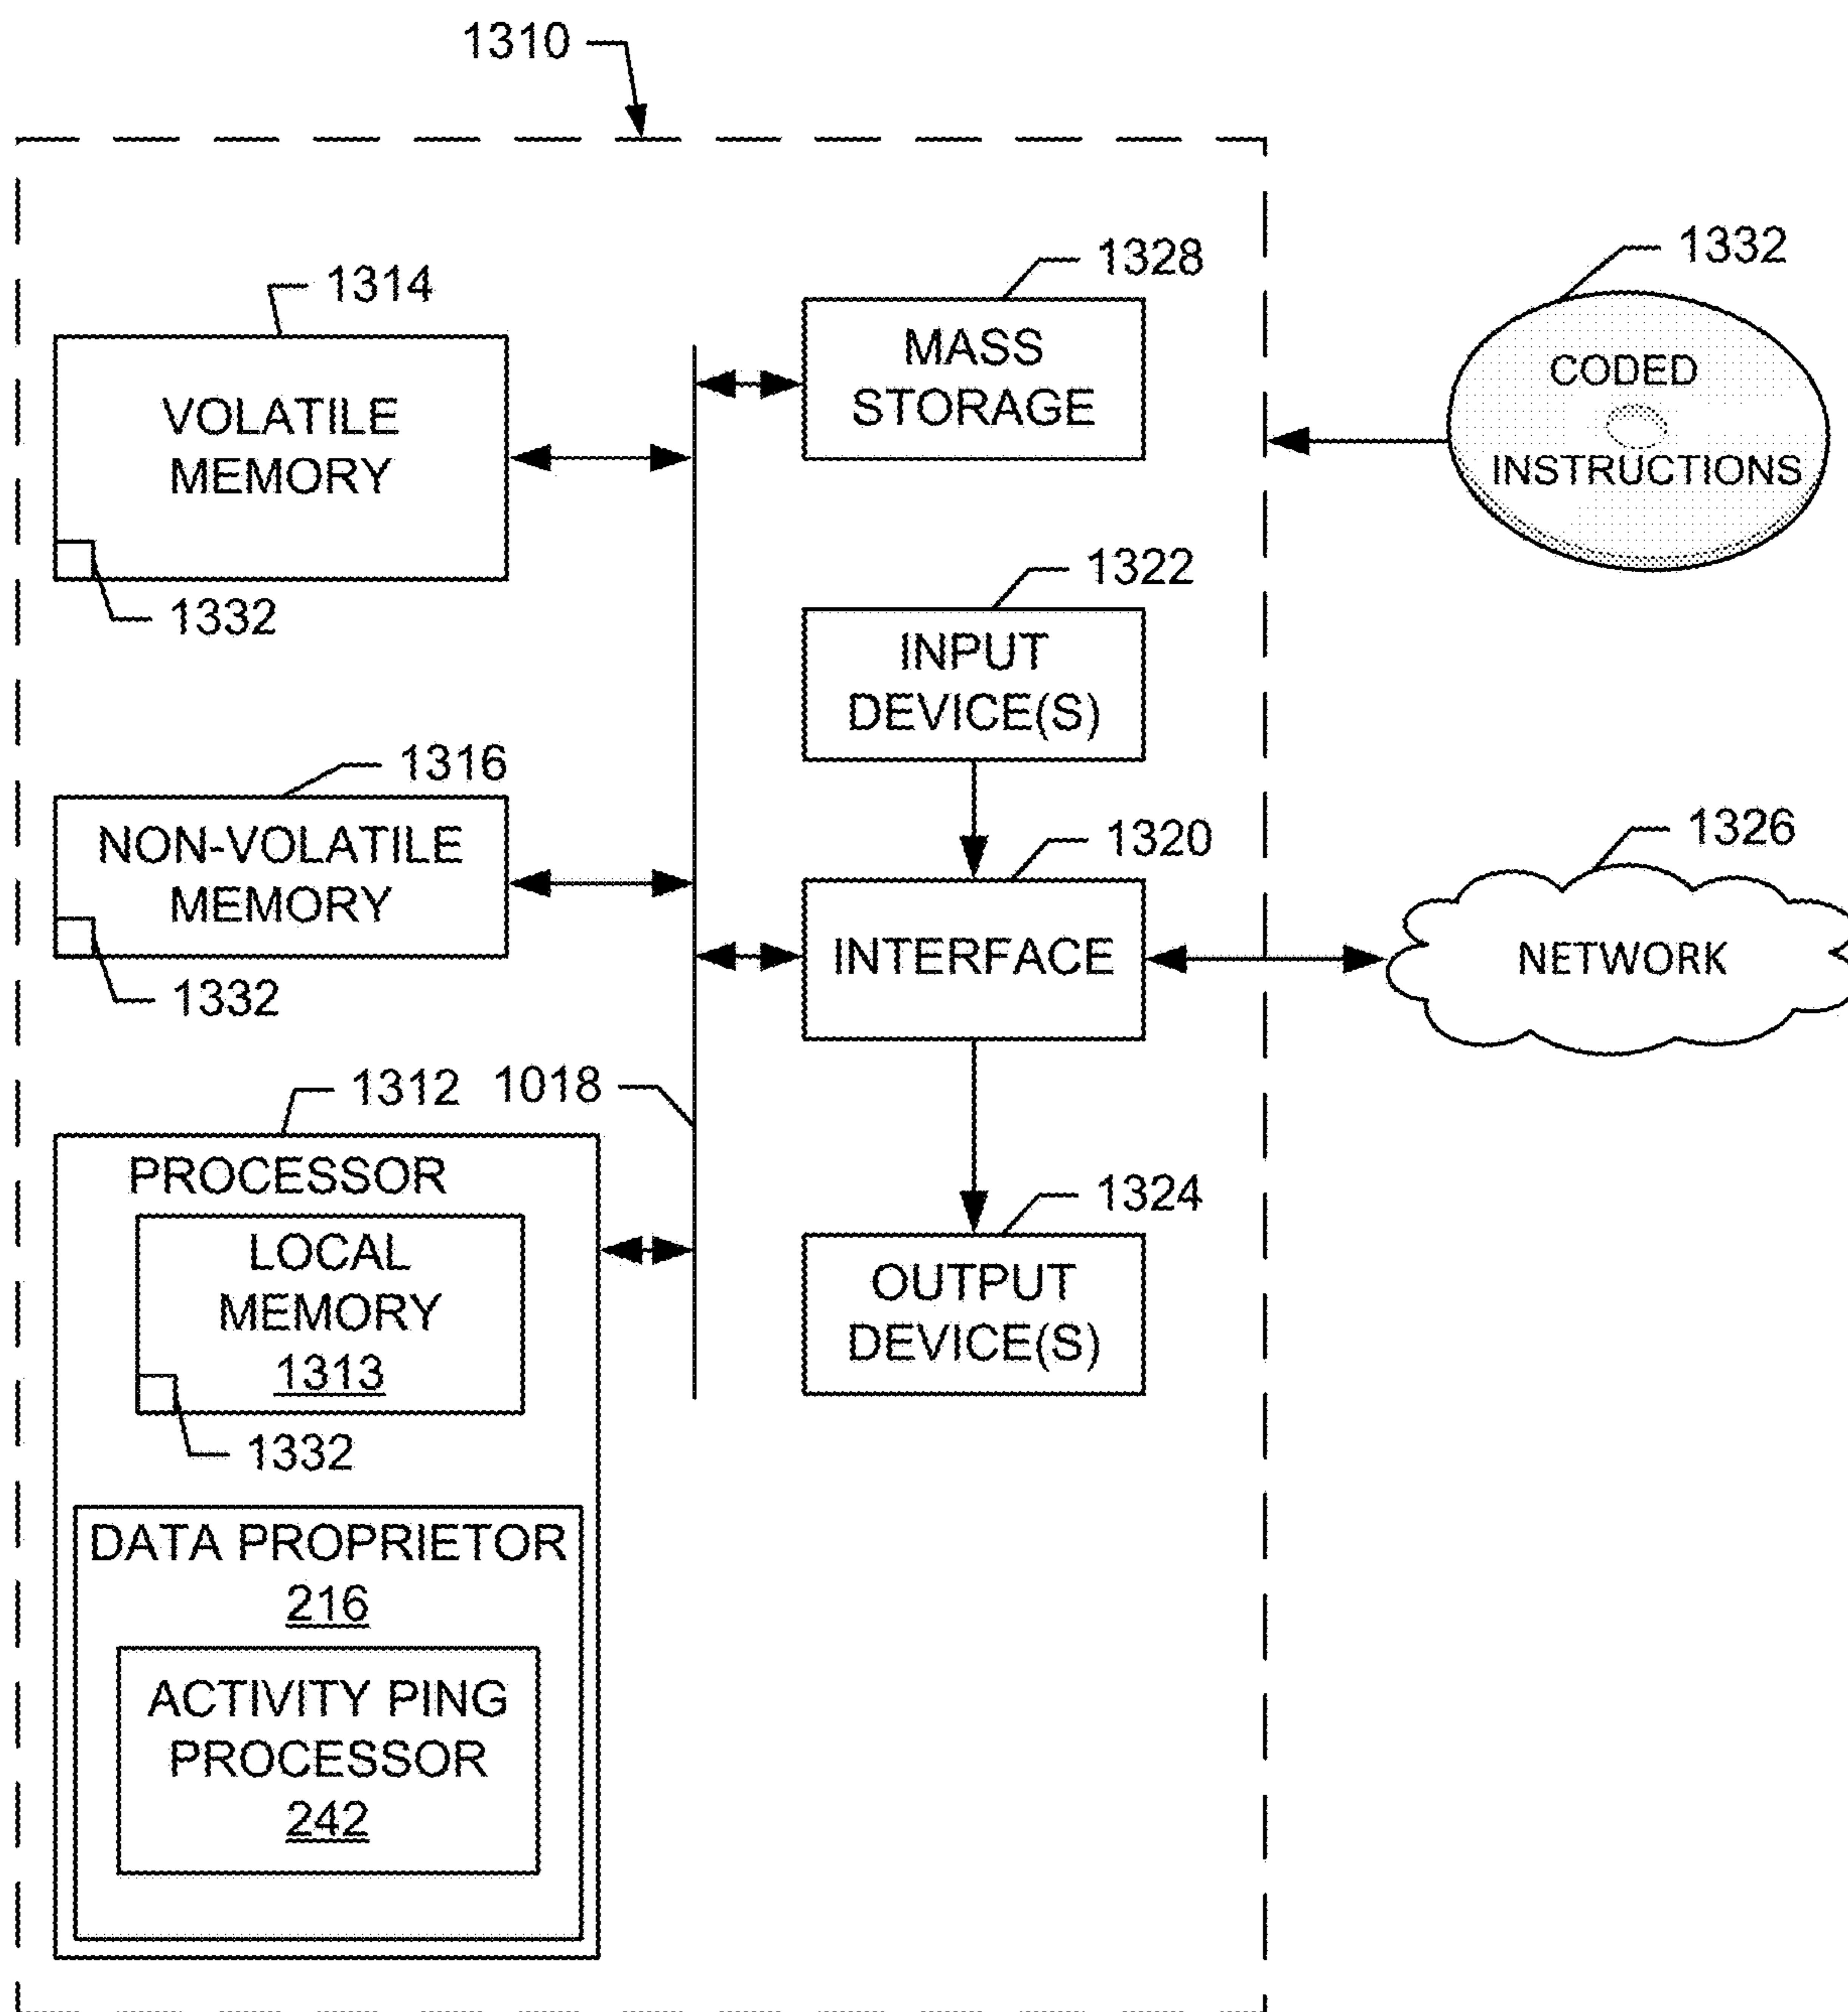 1310
1314
VOLATILE
MEMORY
1332
1328
MASS
STORAGE
1332
CODED
INSTRUCTIONS
1322
INPUT
DEVICE(S)
1316
NON-VOLATILE
MEMORY
1332
1320
INTERFACE
1326
NETWORK
1312
1018
PROCESSOR
LOCAL
MEMORY
1313
1332
1324
OUTPUT
DEVICE(S)
DATA PROPRIETOR
216
ACTIVITY PING
PROCESSOR
242